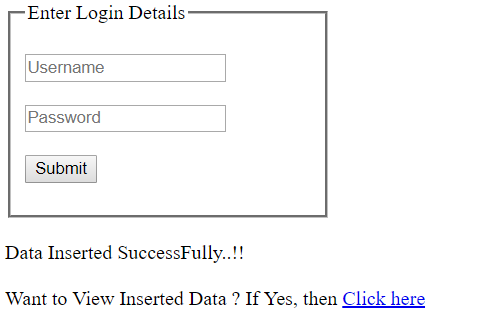 Enter Login Details
Username
Password
Submit
Data Inserted SuccessFully..!!
Want to View Inserted Data ? If Yes, then Click here